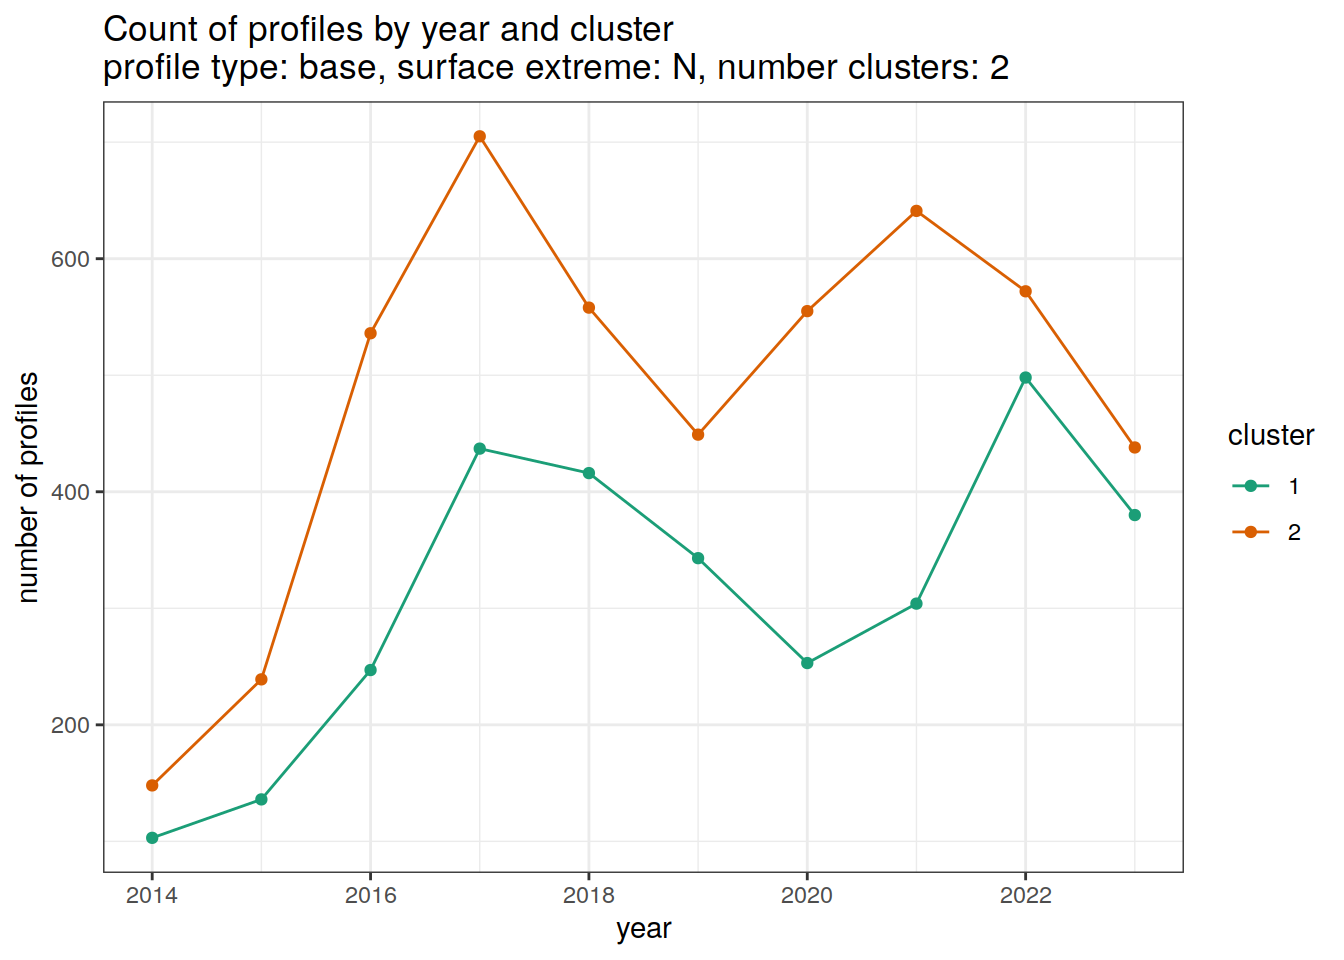 Count of profiles by year and cluster
profile type: base, surface extreme: N, number clusters: 2
number of profiles
600
400
200
2014
2016
2018
2020
2022
year
cluster
1
2